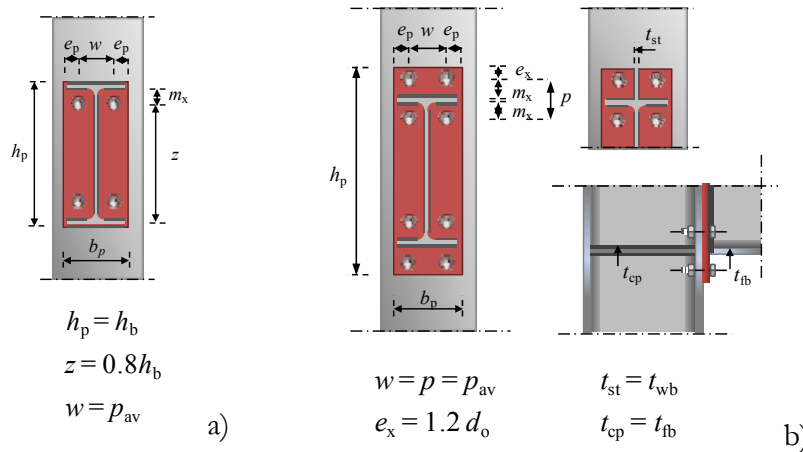 e_p w e_p
m_x
h_p
z
b_p
h_p = h_b
z = 0.8h_b
w = p_av
a)
e_p w e_p
e_x
m_x
m_x
p
h_p
b_p
w = p = p_av
e_x = 1.2 d_o
t_st
t_cp
t_fb
t_st = t_wb
t_cp = t_fb
b)